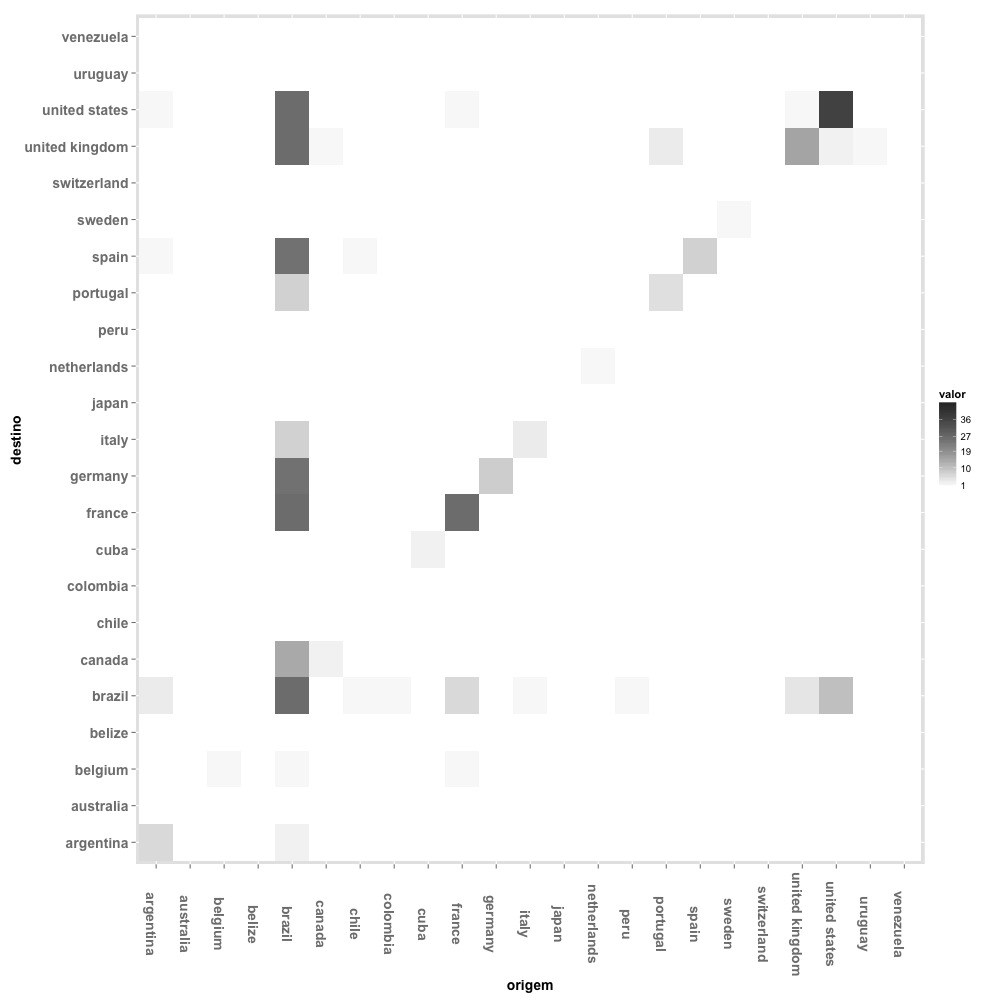 venezuela
uruguay
united states
united kingdom
switzerland
sweden
spain
portugal
peru
netherlands
japan
italy
germany
france
cuba
colombia
chile
canada
brazil
belize
belgium
australia
argentina
destino
valor
36
27
19
10
1
argentina
australia
belgium
belize
brazil
canada
chile
colombia
cuba
france
germany
italy
japan
netherlands
peru
portugal
spain
sweden
switzerland
united kingdom
united states
uruguay
venezuela
origem